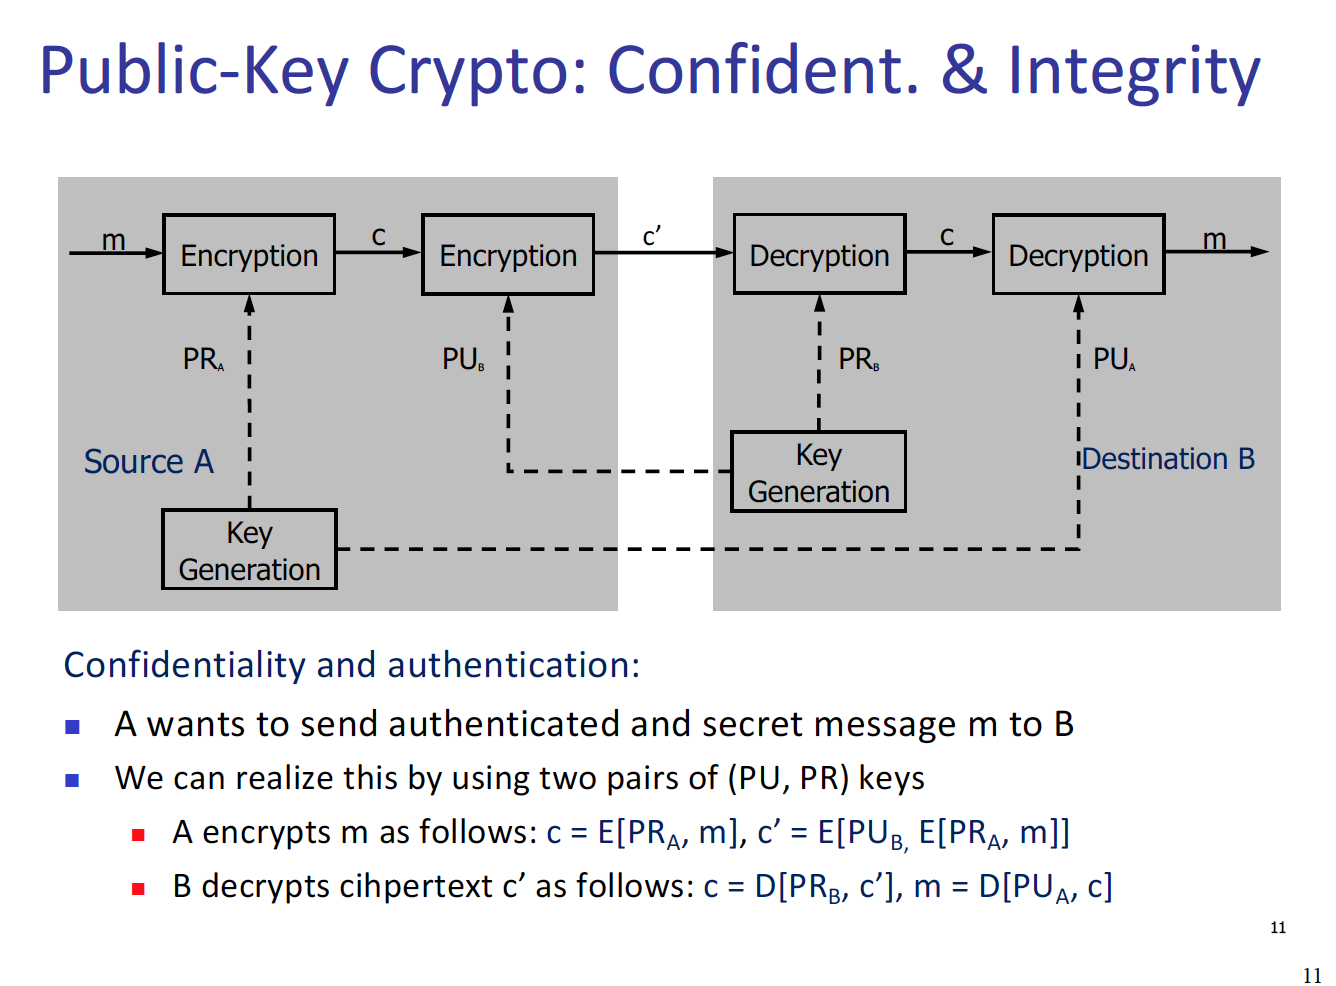 Public-Key Crypto: Confident. & Integrity
m
Encryption
c
Encryption
c’
Decryption
c
Decryption
m
PRA
PUB
PRB
PUA
Source A
Key
Generation
Destination B
Key
Generation
Confidentiality and authentication:
A wants to send authenticated and secret message m to B
We can realize this by using two pairs of (PU, PR) keys
A encrypts m as follows: c = E[PRA, m], c’ = E[PUB, E[PRA, m]]
B decrypts cihpertext c’ as follows: c = D[PRB, c’], m = D[PUA, c]
11
11